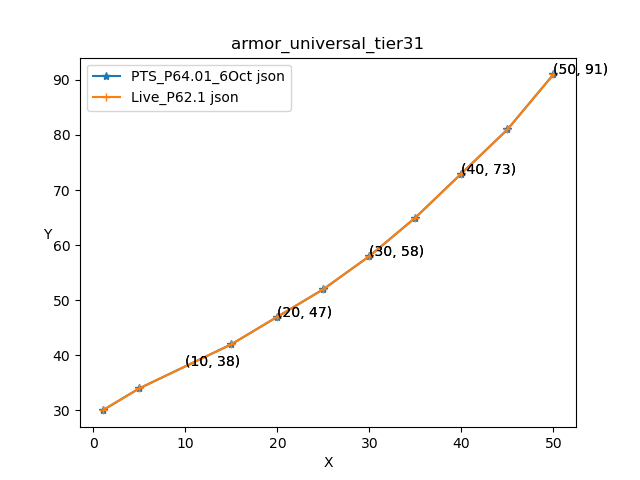 armor_universal_tier31
PTS_P64.01_6Oct json
Live_P62.1 json
(50, 91)
(40, 73)
(30, 58)
(20, 47)
(10, 38)
Y
90
80
70
60
50
40
30
0 10 20 30 40 50
X